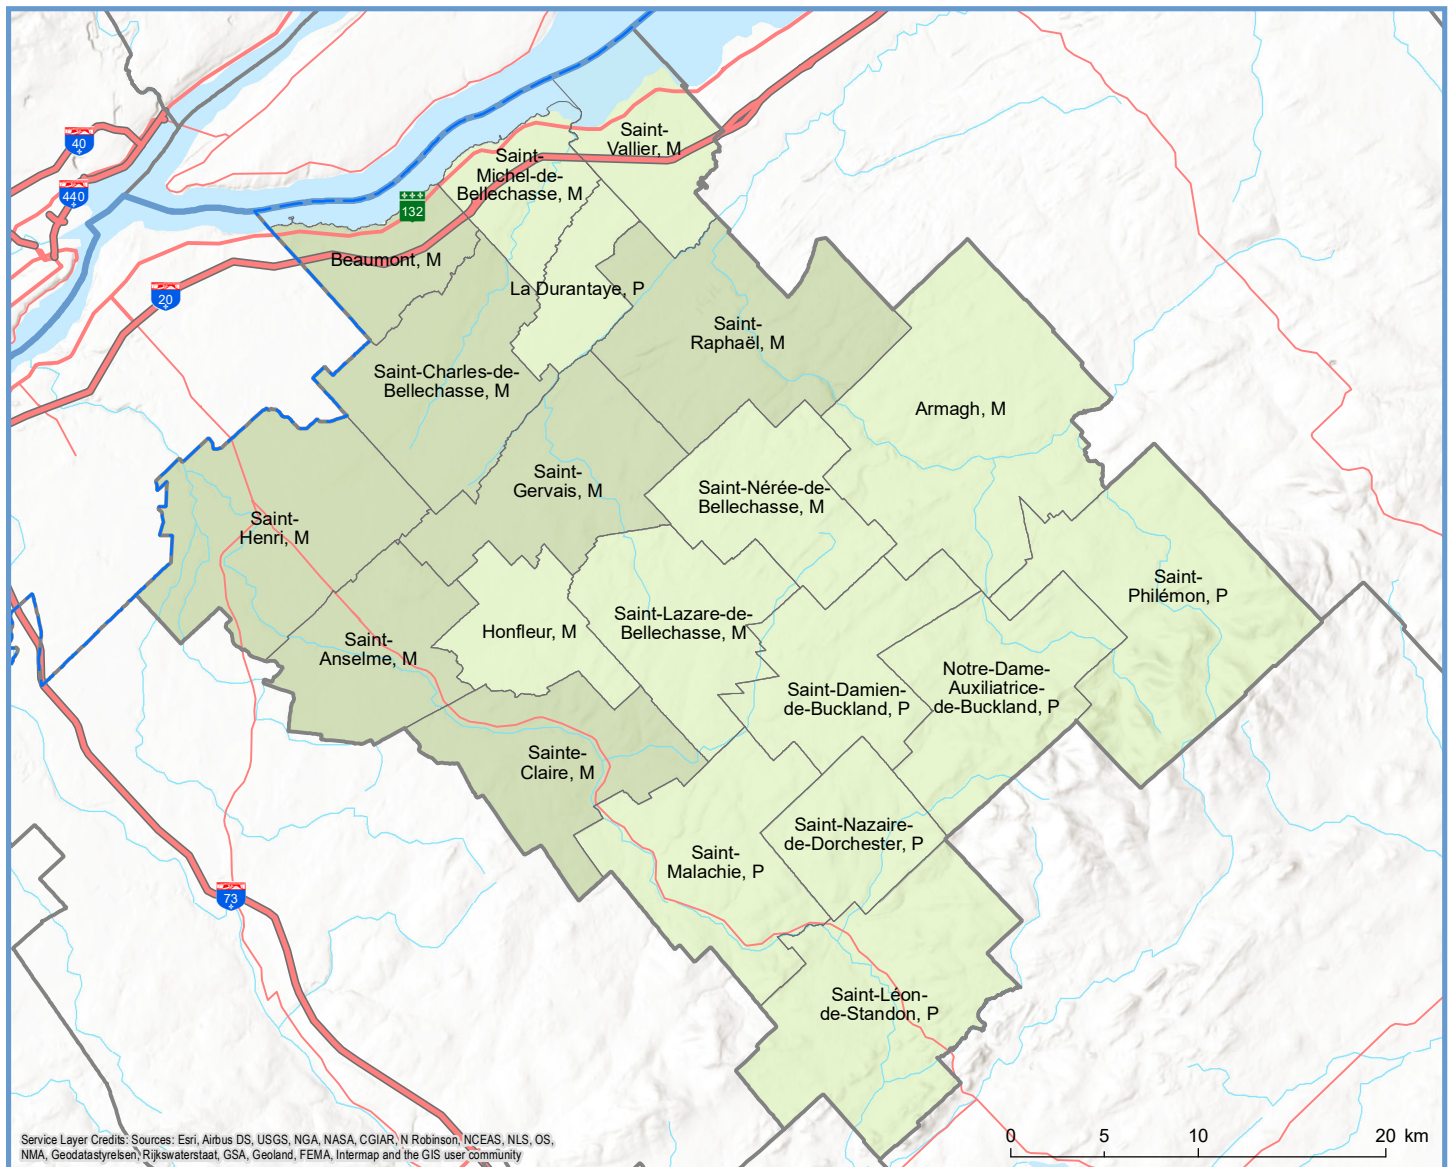 Saint-
Vallier, M
40
Saint-
Michel-de-
Bellechasse, M
440
132
Beaumont, M
La Durantaye, P
20
Saint-
Raphaël, M
Saint-Charles-de-
Bellechasse, M
Armagh, M
Saint-
Gervais, M
Saint-Nérée-de-
Bellechasse, M
Saint-
Henri, M
Saint-
Philémon, P
Saint-Lazare-de-
Bellechasse, M
Honfleur, M
Saint-
Anselme, M
Notre-Dame-
Auxiliatrice-
de-Buckland, P
Saint-Damien-
de-Buckland, P
Sainte-
Claire, M
Saint-Nazaire-
de-Dorchester, P
Saint-
Malachie, P
73
Saint-Léon-
de-Standon, P
0 5 10 20 km
Service Layer Credits: Sources: Esri, Airbus DS, USGS, NGA, NASA, CGIAR, N Robinson, NCEAS, NLS, OS,
NMA, Geodatastyrelsen, Rijkswaterstaat, GSA, Geoland, FEMA, Intermap and the GIS user community